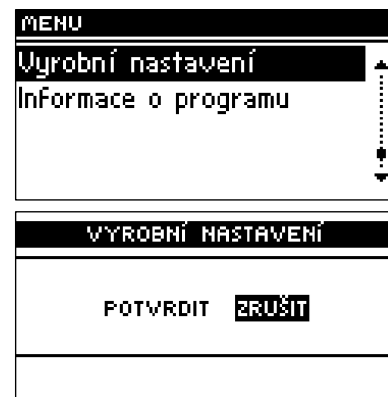 MENU
Vyrobní nastavení
Informace o programu
VYROBNÍ NASTAVENÍ
POTVRDIT ZRUŠIT